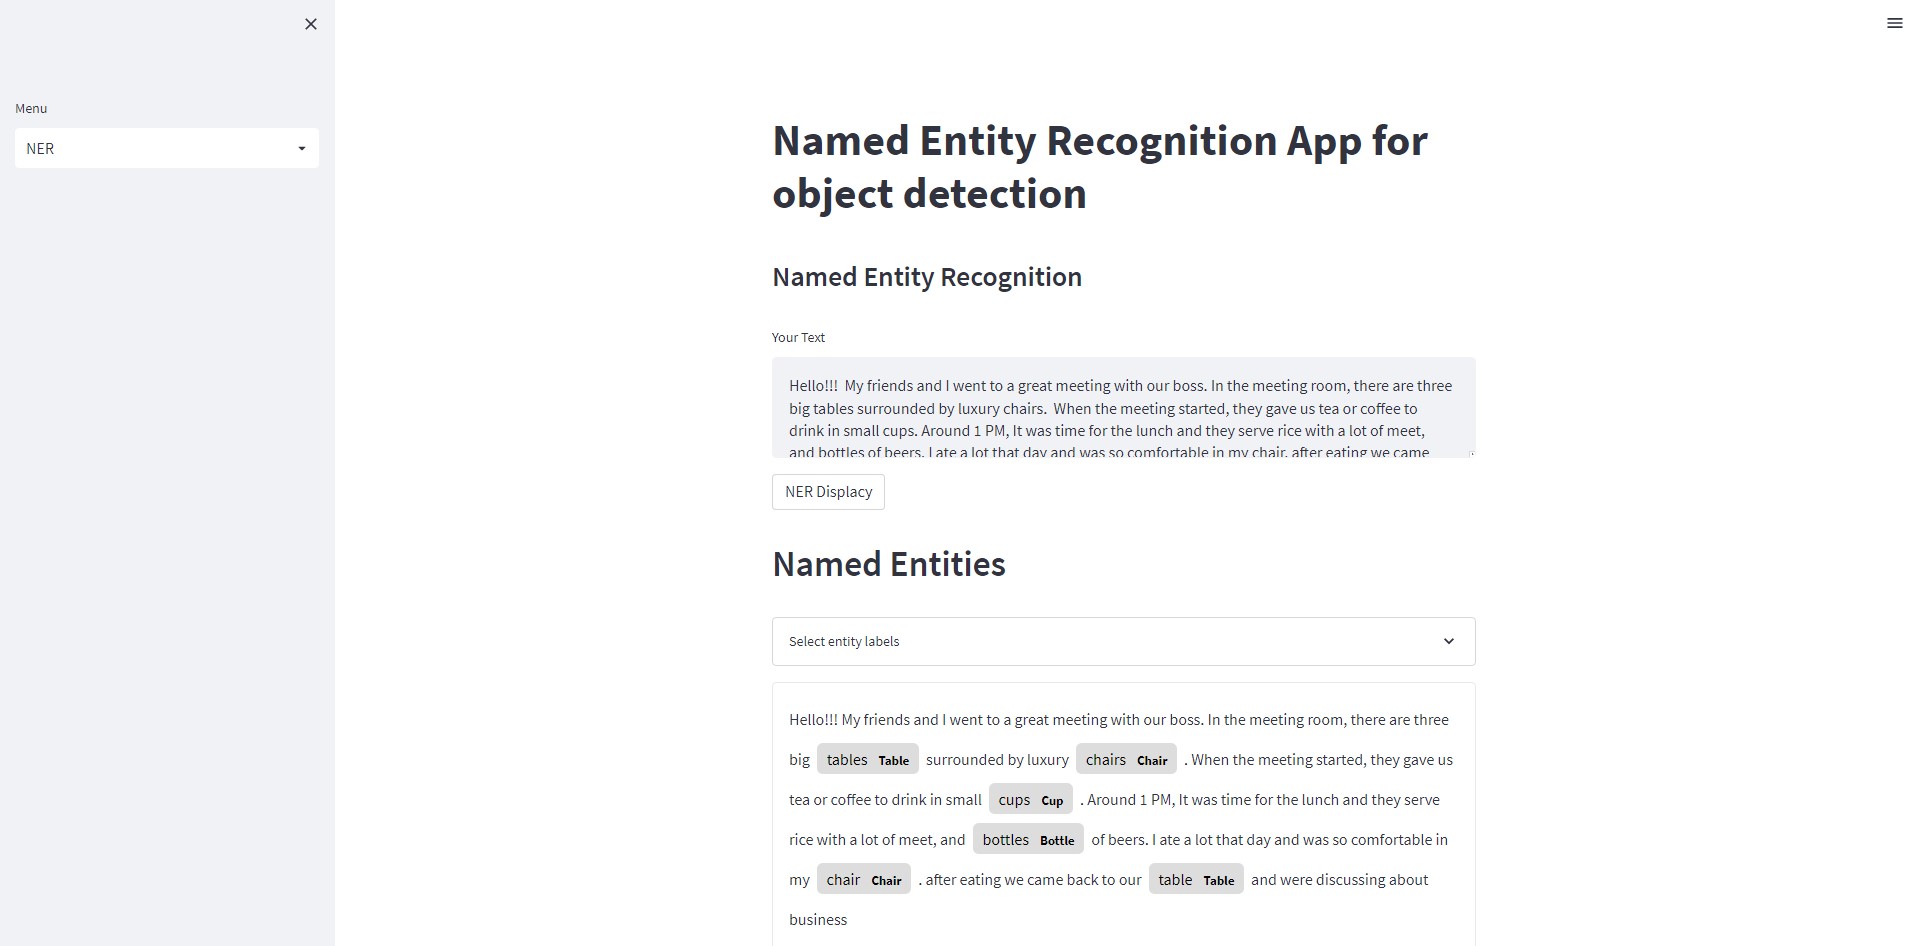 Menu
NER
Named Entity Recognition App for
object detection
Named Entity Recognition
Your Text
Hello!!!  My friends and I went to a great meeting with our boss. In the meeting room, there are three
big tables surrounded by luxury chairs.  When the meeting started, they gave us tea or coffee to
drink in small cups. Around 1 PM, It was time for the lunch and they serve rice with a lot of meet,
and bottles of beers. I ate a lot that day and was so comfortable in my chair. after eating we came
NER Displacy
Named Entities
Select entity labels
Hello!!! My friends and I went to a great meeting with our boss. In the meeting room, there are three
big tables Table surrounded by luxury chairs Chair . When the meeting started, they gave us
tea or coffee to drink in small cups Cup . Around 1 PM, It was time for the lunch and they serve
rice with a lot of meet, and bottles Bottle of beers. I ate a lot that day and was so comfortable in
my chair Chair . after eating we came back to our table Table and were discussing about
business